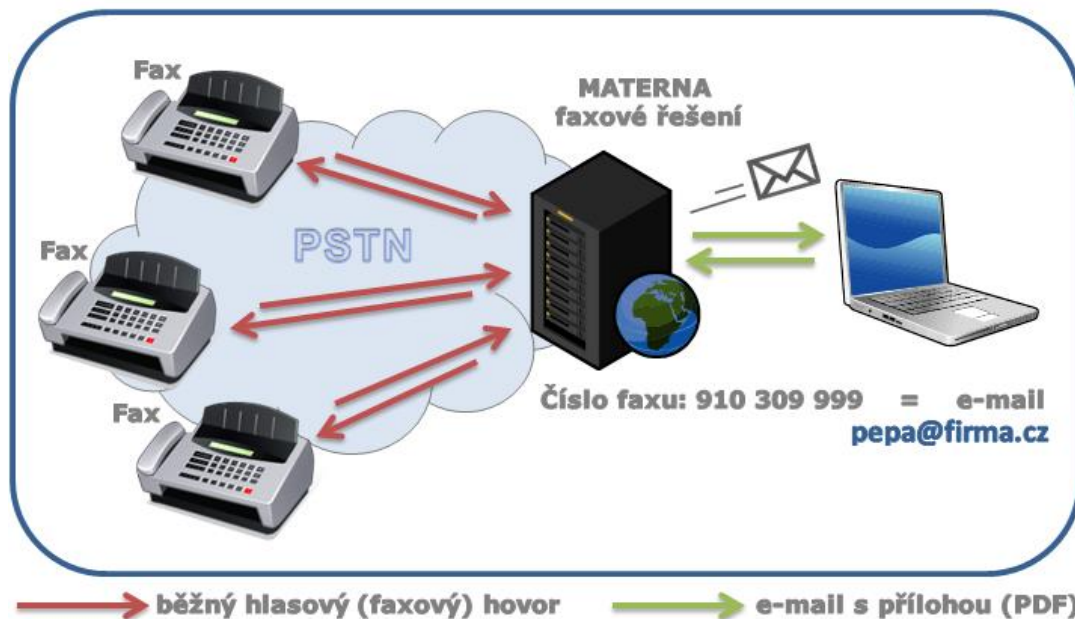 Fax
MATERNA
faxové řešení
PSTN
Fax
Číslo faxu: 910 309 999 = e-mail
pepa@firma.cz
Fax
běžný hlasový (faxový) hovor
e-mail s přílohou (PDF)